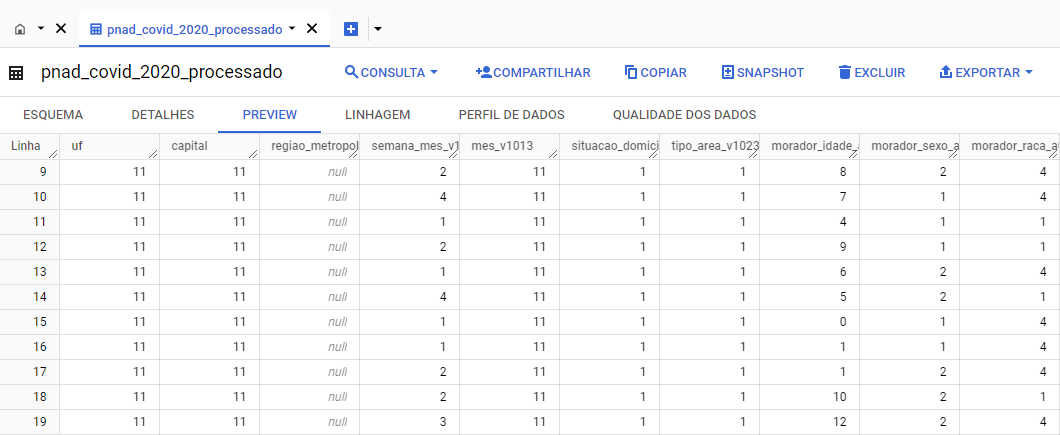 pnad_covid_2020_processado
pnad_covid_2020_processado CONSULTA COMPARTILHAR COPIAR SNAPSHOT EXCLUIR EXPORTAR
ESQUEMA DETALHES PREVIEW LINHAGEM PERFIL DE DADOS QUALIDADE DOS DADOS
Linha uf capital regiao_metropol semana_mes_v1 mes_v1013 situacao_domici tipo_area_v1023 morador_idade_a morador_sexo_a morador_raca_au
9 11 11 null 2 11 1 1 8 2 4
10 11 11 null 4 11 1 1 7 1 4
11 11 11 null 1 11 1 1 4 1 1
12 11 11 null 2 11 1 1 9 1 1
13 11 11 null 1 11 1 1 6 2 4
14 11 11 null 4 11 1 1 5 2 1
15 11 11 null 1 11 1 1 0 1 4
16 11 11 null 1 11 1 1 1 1 4
17 11 11 null 2 11 1 1 1 2 4
18 11 11 null 2 11 1 1 10 2 1
19 11 11 null 3 11 1 1 12 2 4